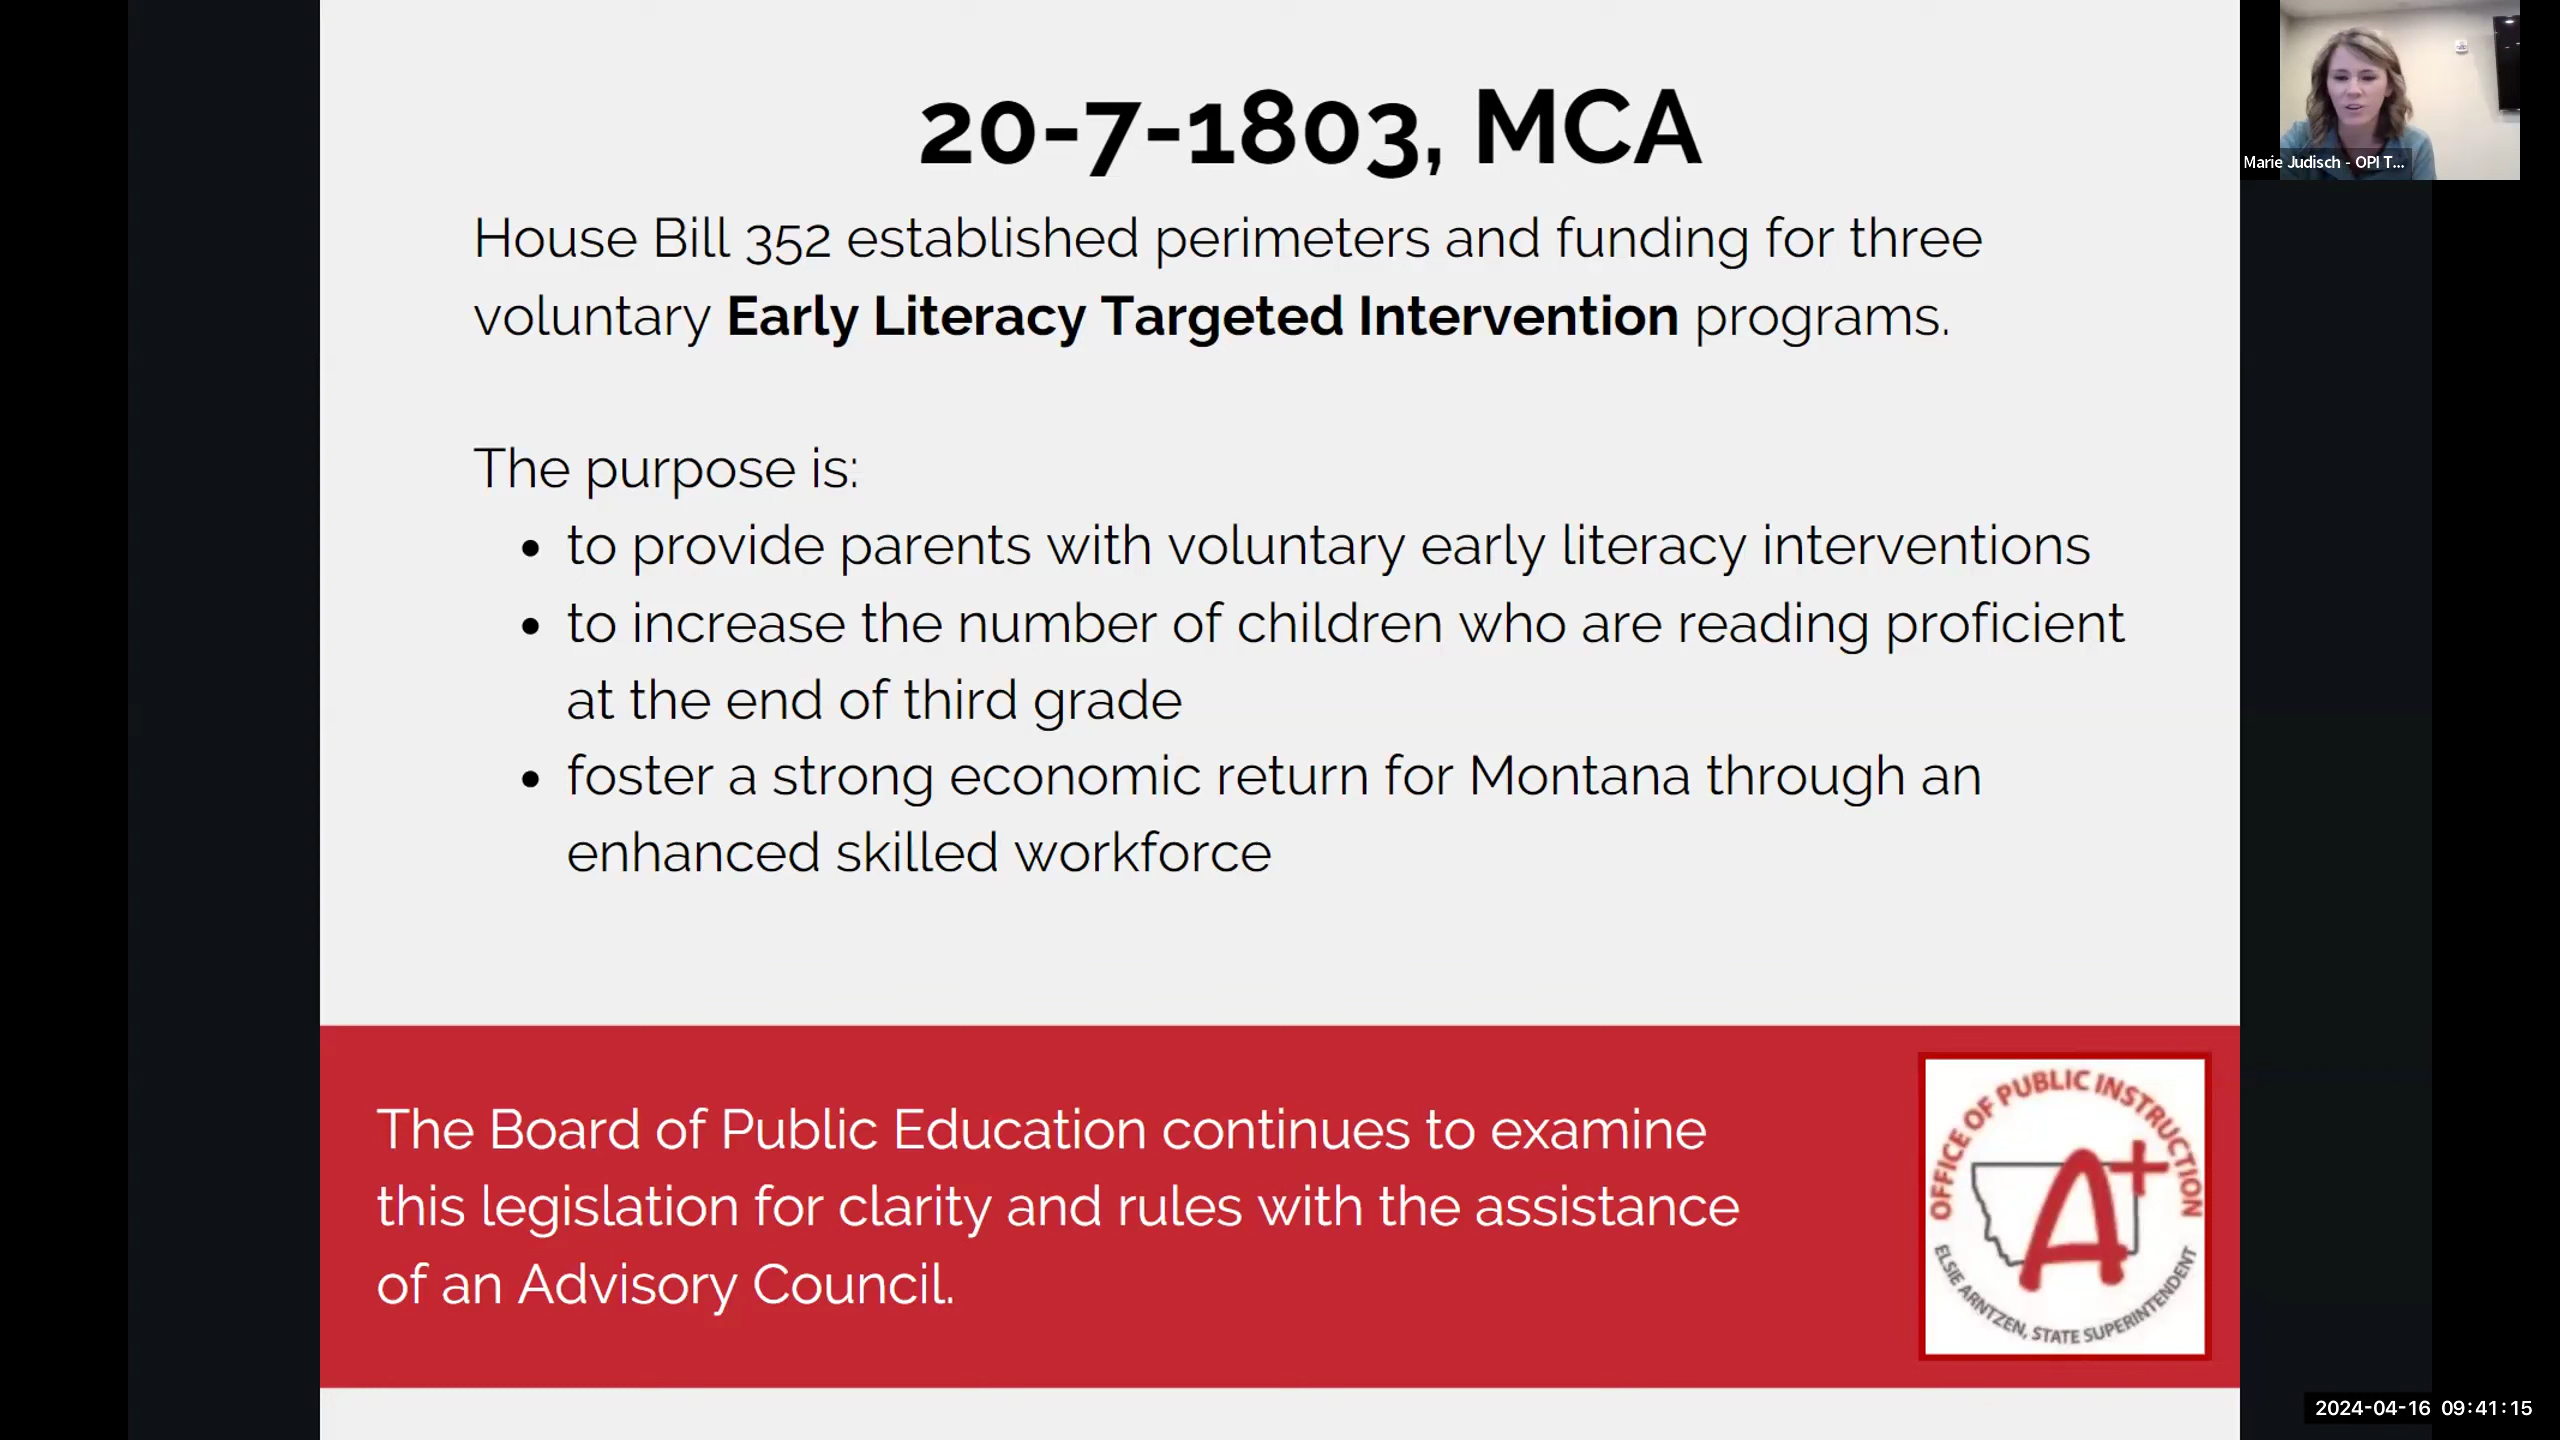 20-7-1803, MCA
House Bill 352 established perimeters and funding for three
voluntary Early Literacy Targeted Intervention programs.
The purpose is:
• to provide parents with voluntary early literacy interventions
• to increase the number of children who are reading proficient
at the end of third grade
• foster a strong economic return for Montana through an
enhanced skilled workforce
The Board of Public Education continues to examine
this legislation for clarity and rules with the assistance
of an Advisory Council.
OFFICE OF PUBLIC INSTRUCTION
A+
ELSIE ARNTZEN, STATE SUPERINTENDENT
Marie Judisch - OPI T...
2024-04-16 09:41:15